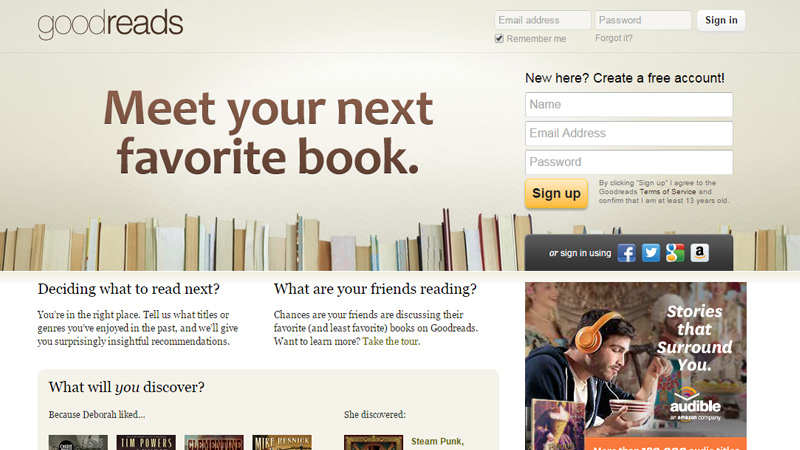 goodreads
Email address
Password
Sign in
Remember me
Forgot it?
Meet your next
favorite book.
New here? Create a free account!
Name
Email Address
Password
Sign up
By clicking "Sign up" I agree to the
Goodreads Terms of Service and
confirm that I am at least 13 years old.
or sign in using
Deciding what to read next?
You're in the right place. Tell us what titles or
genres you've enjoyed in the past, and we'll give
you surprisingly insightful recommendations.
What are your friends reading?
Chances are your friends are discussing their
favorite (and least favorite) books on Goodreads.
Want to learn more? Take the tour.
What will you discover?
Because Deborah liked…
She discovered:
TIM POWERS
CLEMENTINE
MIKE RESNICK
Steam Punk,
Stories
that
Surround
You.
audible
an amazon company
audio titles